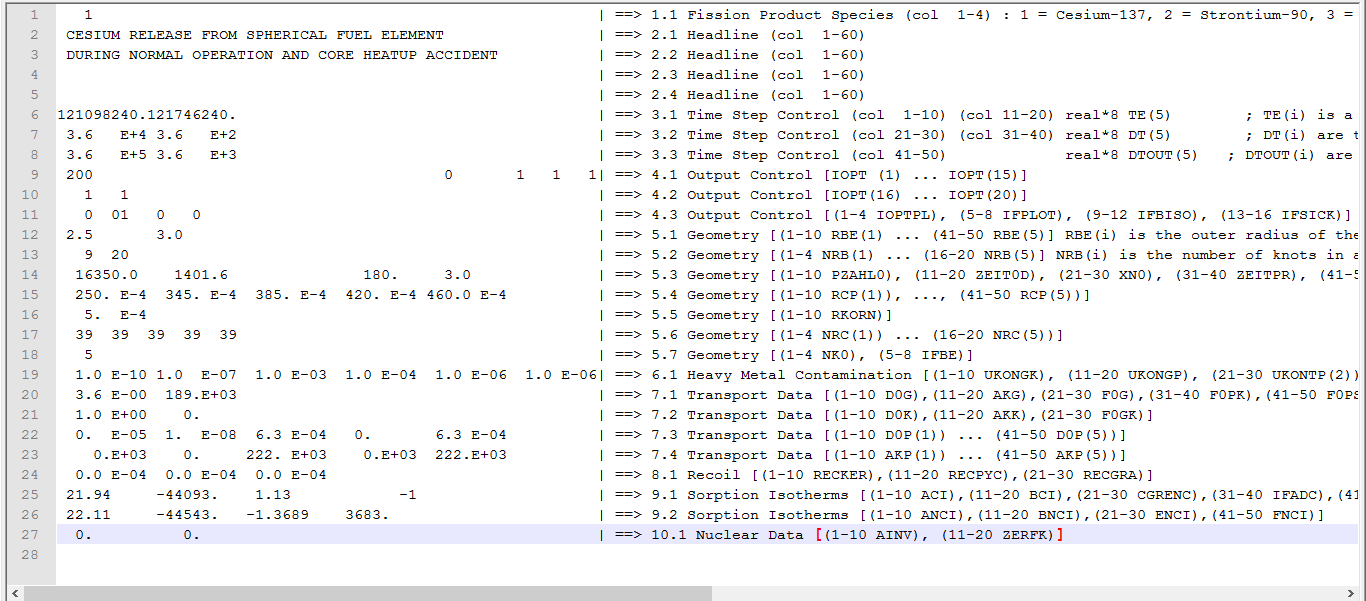 1    1                                                        | ==> 1.1 Fission Product Species (col  1-4) : 1 = Cesium-137, 2 = Strontium-90, 3 =
2  CESIUM RELEASE FROM SPHERICAL FUEL ELEMENT                 | ==> 2.1 Headline (col  1-60)
3  DURING NORMAL OPERATION AND CORE HEATUP ACCIDENT           | ==> 2.2 Headline (col  1-60)
4                                                             | ==> 2.3 Headline (col  1-60)
5                                                             | ==> 2.4 Headline (col  1-60)
6 121098240.121746240.                                        | ==> 3.1 Time Step Control (col  1-10) (col 11-20) real*8 TE(5)        ; TE(i) is a
7  3.6   E+4 3.6   E+2                                        | ==> 3.2 Time Step Control (col 21-30) (col 31-40) real*8 DT(5)        ; DT(i) are t
8  3.6   E+5 3.6   E+3                                        | ==> 3.3 Time Step Control (col 41-50)             real*8 DTOUT(5)   ; DTOUT(i) are
9  200                                       0       1   1   1| ==> 4.1 Output Control [IOPT (1) ... IOPT(15)]
10    1   1                                                    | ==> 4.2 Output Control [IOPT(16) ... IOPT(20)]
11    0  01   0   0                                            | ==> 4.3 Output Control [(1-4 IOPTPL), (5-8 IFPLOT), (9-12 IFBISO), (13-16 IFSICK)]
12  2.5       3.0                                              | ==> 5.1 Geometry [(1-10 RBE(1) ... (41-50 RBE(5)] RBE(i) is the outer radius of the
13    9  20                                                    | ==> 5.2 Geometry [(1-4 NRB(1) ... (16-20 NRB(5)] NRB(i) is the number of knots in a
14   16350.0    1401.6               180.     3.0              | ==> 5.3 Geometry [(1-10 PZAHL0), (11-20 ZEIT0D), (21-30 XN0), (31-40 ZEITPR), (41-5
15   250. E-4  345. E-4  385. E-4  420. E-4 460.0 E-4          | ==> 5.4 Geometry [(1-10 RCP(1)), ..., (41-50 RCP(5))]
16    5.  E-4                                                  | ==> 5.5 Geometry [(1-10 RKORN)]
17   39  39  39  39  39                                        | ==> 5.6 Geometry [(1-4 NRC(1)) ... (16-20 NRC(5))]
18    5                                                        | ==> 5.7 Geometry [(1-4 NK0), (5-8 IFBE)]
19   1.0 E-10 1.0  E-07  1.0 E-03  1.0 E-04  1.0 E-06  1.0 E-06| ==> 6.1 Heavy Metal Contamination [(1-10 UKONGK), (11-20 UKONGP), (21-30 UKONTP(2))
20   3.6 E-00  189.E+03                                        | ==> 7.1 Transport Data [(1-10 D0G),(11-20 AKG),(21-30 F0G),(31-40 F0PK),(41-50 F0PS
21   1.0 E+00    0.                                            | ==> 7.2 Transport Data [(1-10 D0K),(11-20 AKK),(21-30 F0GK)]
22   0.  E-05  1.  E-08  6.3 E-04   0.       6.3 E-04          | ==> 7.3 Transport Data [(1-10 D0P(1)) ... (41-50 D0P(5))]
23     0.E+03    0.     222. E+03    0.E+03  222.E+03          | ==> 7.4 Transport Data [(1-10 AKP(1)) ... (41-50 AKP(5))]
24   0.0 E-04  0.0 E-04  0.0 E-04                              | ==> 8.1 Recoil [(1-10 RECKER),(11-20 RECPYC),(21-30 RECGRA)]
25  21.94     -44093.    1.13            -1                    | ==> 9.1 Sorption Isotherms [(1-10 ACI),(11-20 BCI),(21-30 CGRENC),(31-40 IFADC),(41
26  22.11     -44543.   -1.3689    3683.                       | ==> 9.2 Sorption Isotherms [(1-10 ANCI),(11-20 BNCI),(21-30 ENCI),(41-50 FNCI)]
27   0.          0.                                            | ==> 10.1 Nuclear Data [(1-10 AINV), (11-20 ZERFK)]
28